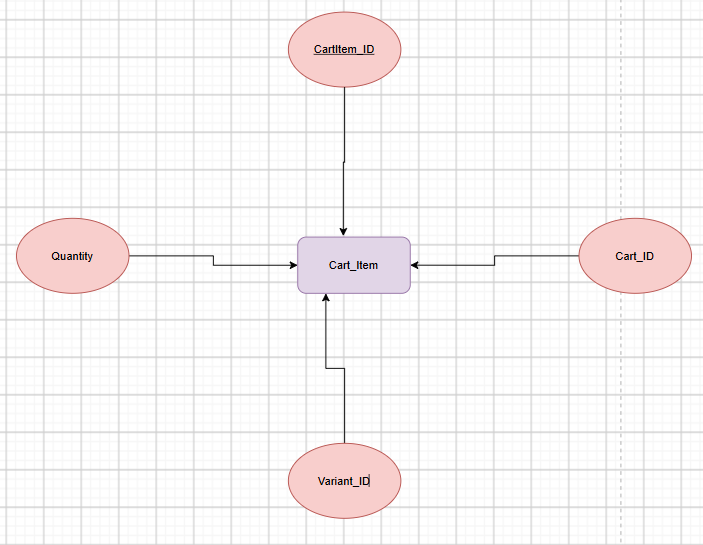 CartItem_ID
Quantity
Cart_Item
Cart_ID
Variant_ID